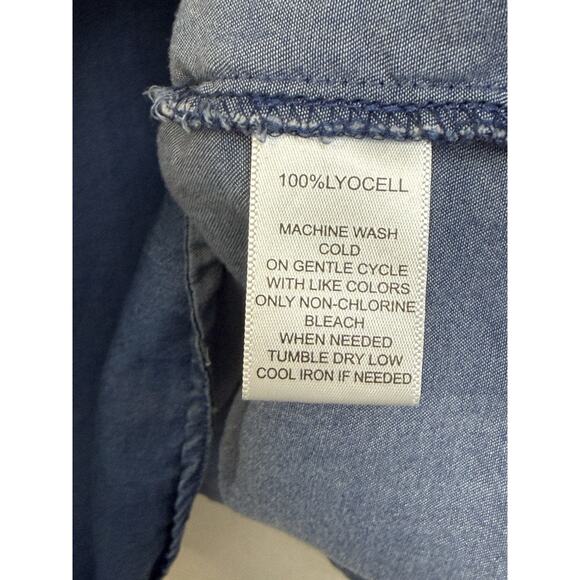 100%LYOCELL
MACHINE WASH
COLD
ON GENTLE CYCLE
WITH LIKE COLORS
ONLY NON-CHLORINE
BLEACH
WHEN NEEDED
TUMBLE DRY LOW
COOL IRON IF NEEDED